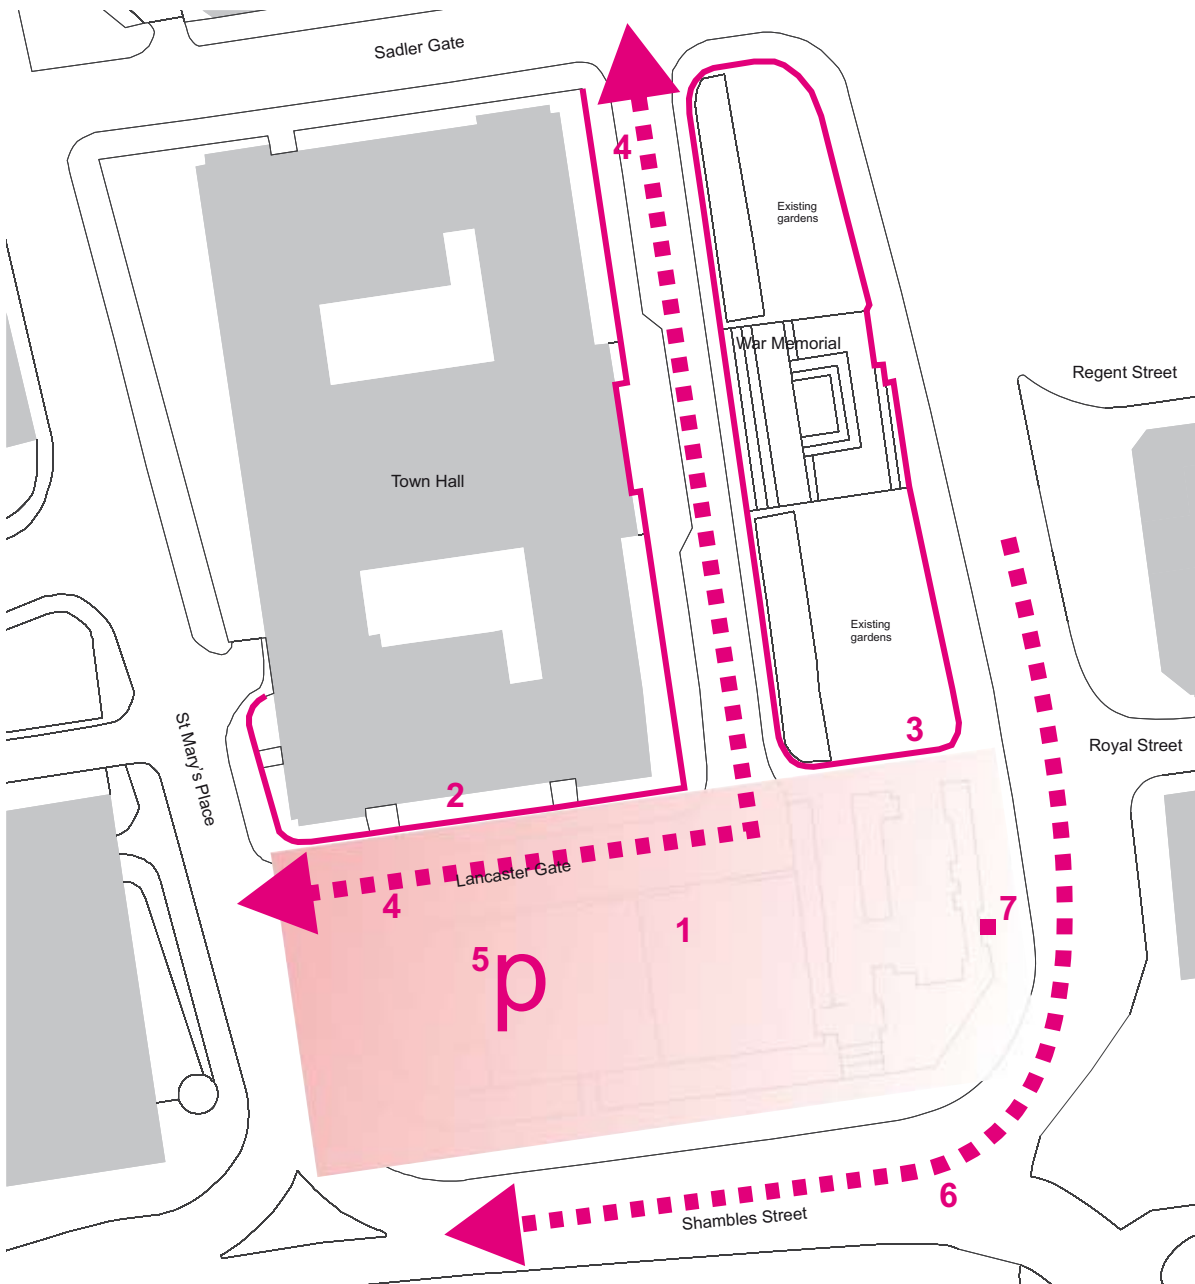 Sadler Gate
4
Existing
gardens
War Memorial
Regent Street
Town Hall
Existing
gardens
3
St Mary's Place
Royal Street
2
Lancaster Gate
4
7
1
5
p
6
Shambles Street